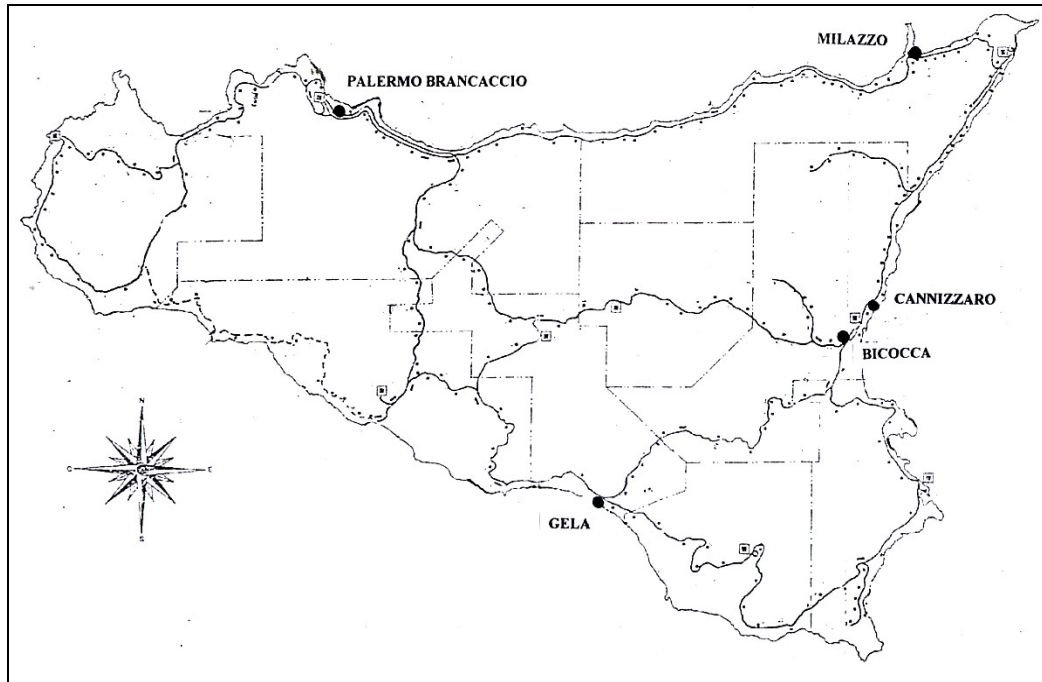 MILAZZO
PALERMO BRANCACCIO
CANNIZZARO
BICOCCA
GELA
N
O
E
S